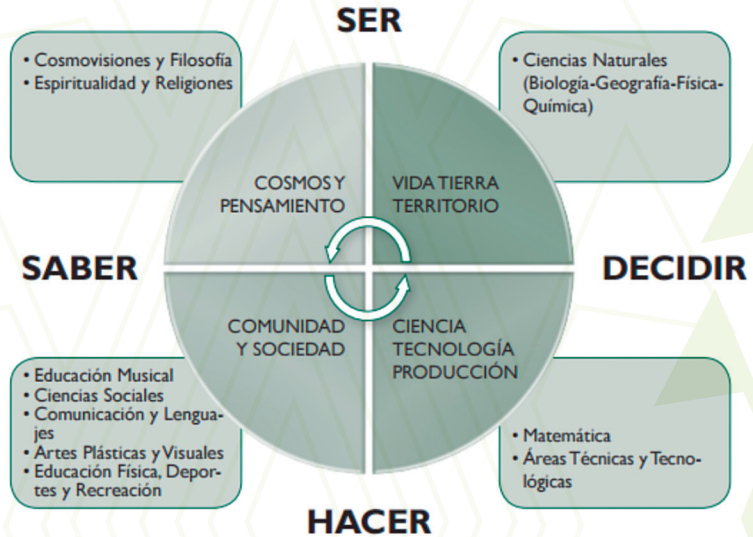 SER
• Cosmovisiones y Filosofía
• Espiritualidad y Religiones
• Ciencias Naturales
(Biología-Geografía-Física-
Química)
COSMOS Y
PENSAMIENTO
VIDA TIERRA
TERRITORIO
SABER
DECIDIR
COMUNIDAD
Y SOCIEDAD
CIENCIA
TECNOLOGÍA
PRODUCCIÓN
• Educación Musical
• Ciencias Sociales
• Comunicación y Lengua-
jes
• Artes Plásticas y Visuales
• Educación Física, Depor-
tes y Recreación
• Matemática
• Áreas Técnicas y Tecno-
lógicas
HACER